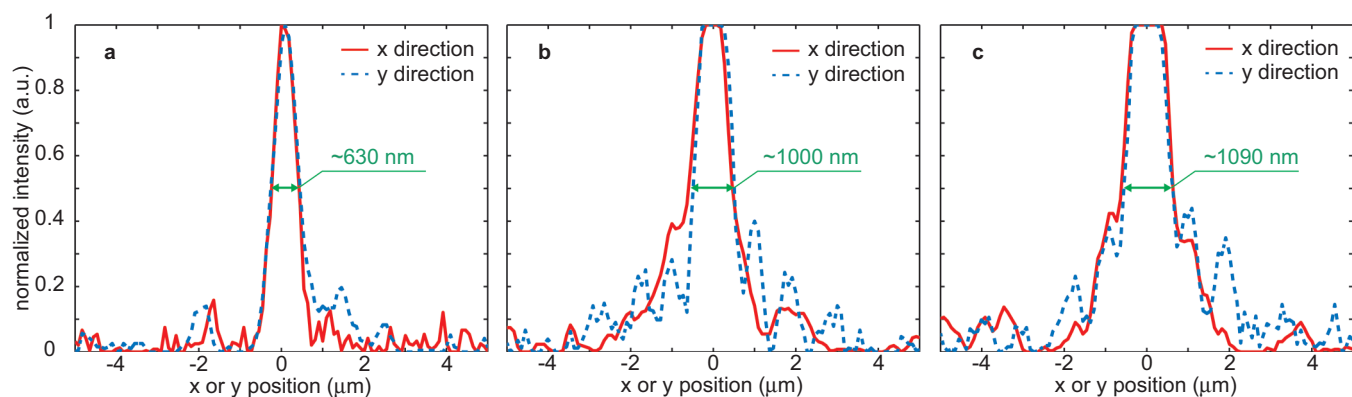 a
x direction
y direction
~630 nm
normalized intensity (a.u.)
1
0.8
0.6
0.4
0.2
0
-4
-2
0
2
4
x or y position (μm)
b
x direction
y direction
~1000 nm
-4
-2
0
2
4
x or y position (μm)
c
x direction
y direction
~1090 nm
-4
-2
0
2
4
x or y position (μm)